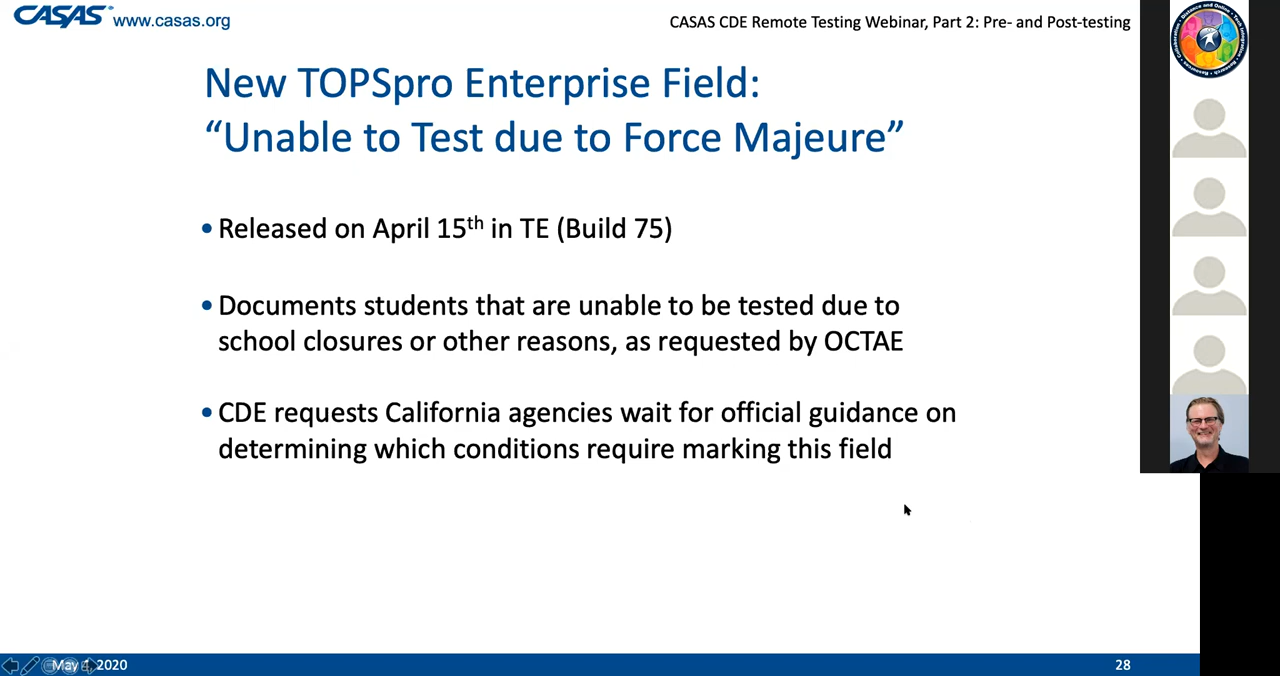 CASAS www.casas.org
CASAS CDE Remote Testing Webinar, Part 2: Pre- and Post-testing
New TOPSpro Enterprise Field:
“Unable to Test due to Force Majeure”
• Released on April 15th in TE (Build 75)
• Documents students that are unable to be tested due to
school closures or other reasons, as requested by OCTAE
• CDE requests California agencies wait for official guidance on
determining which conditions require marking this field
May 4, 2020
28